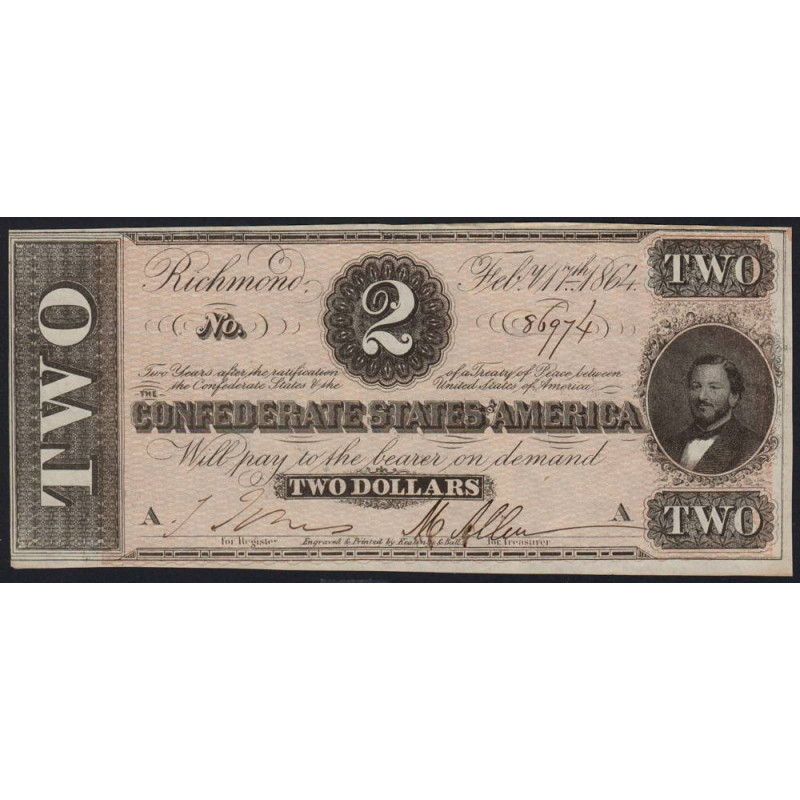 TWO
Richmond. 2 Feb.y 17th 1864.
TWO
No. 86974
Two Years after the ratification of a Treaty of Peace between
the Confederate States & the United States of America
THE
CONFEDERATE STATES OF AMERICA
Will pay to the bearer on demand
TWO DOLLARS
A A
TWO
for Register Engraved & Printed by Keatinge & Ball for Treasurer